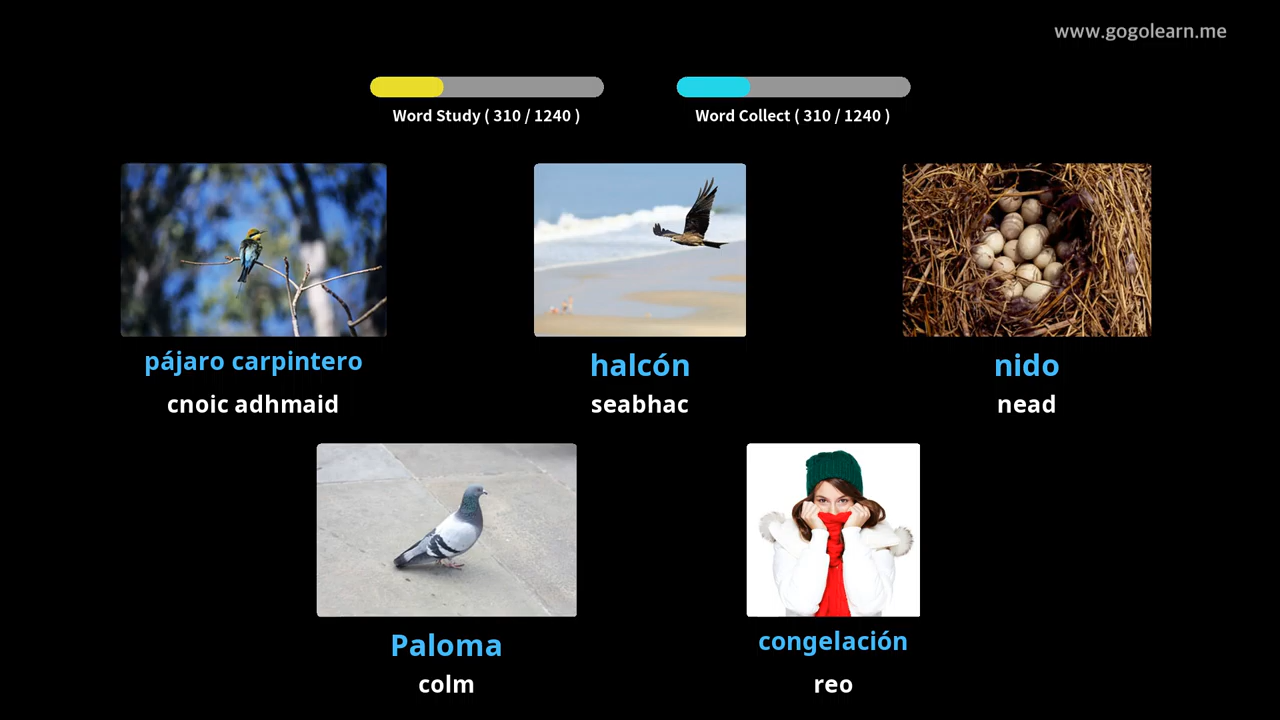 www.gogolearn.me
Word Study ( 310 / 1240 )
Word Collect ( 310 / 1240 )
pájaro carpintero
cnoic adhmaid
halcón
seabhac
nido
nead
Paloma
colm
congelación
reo